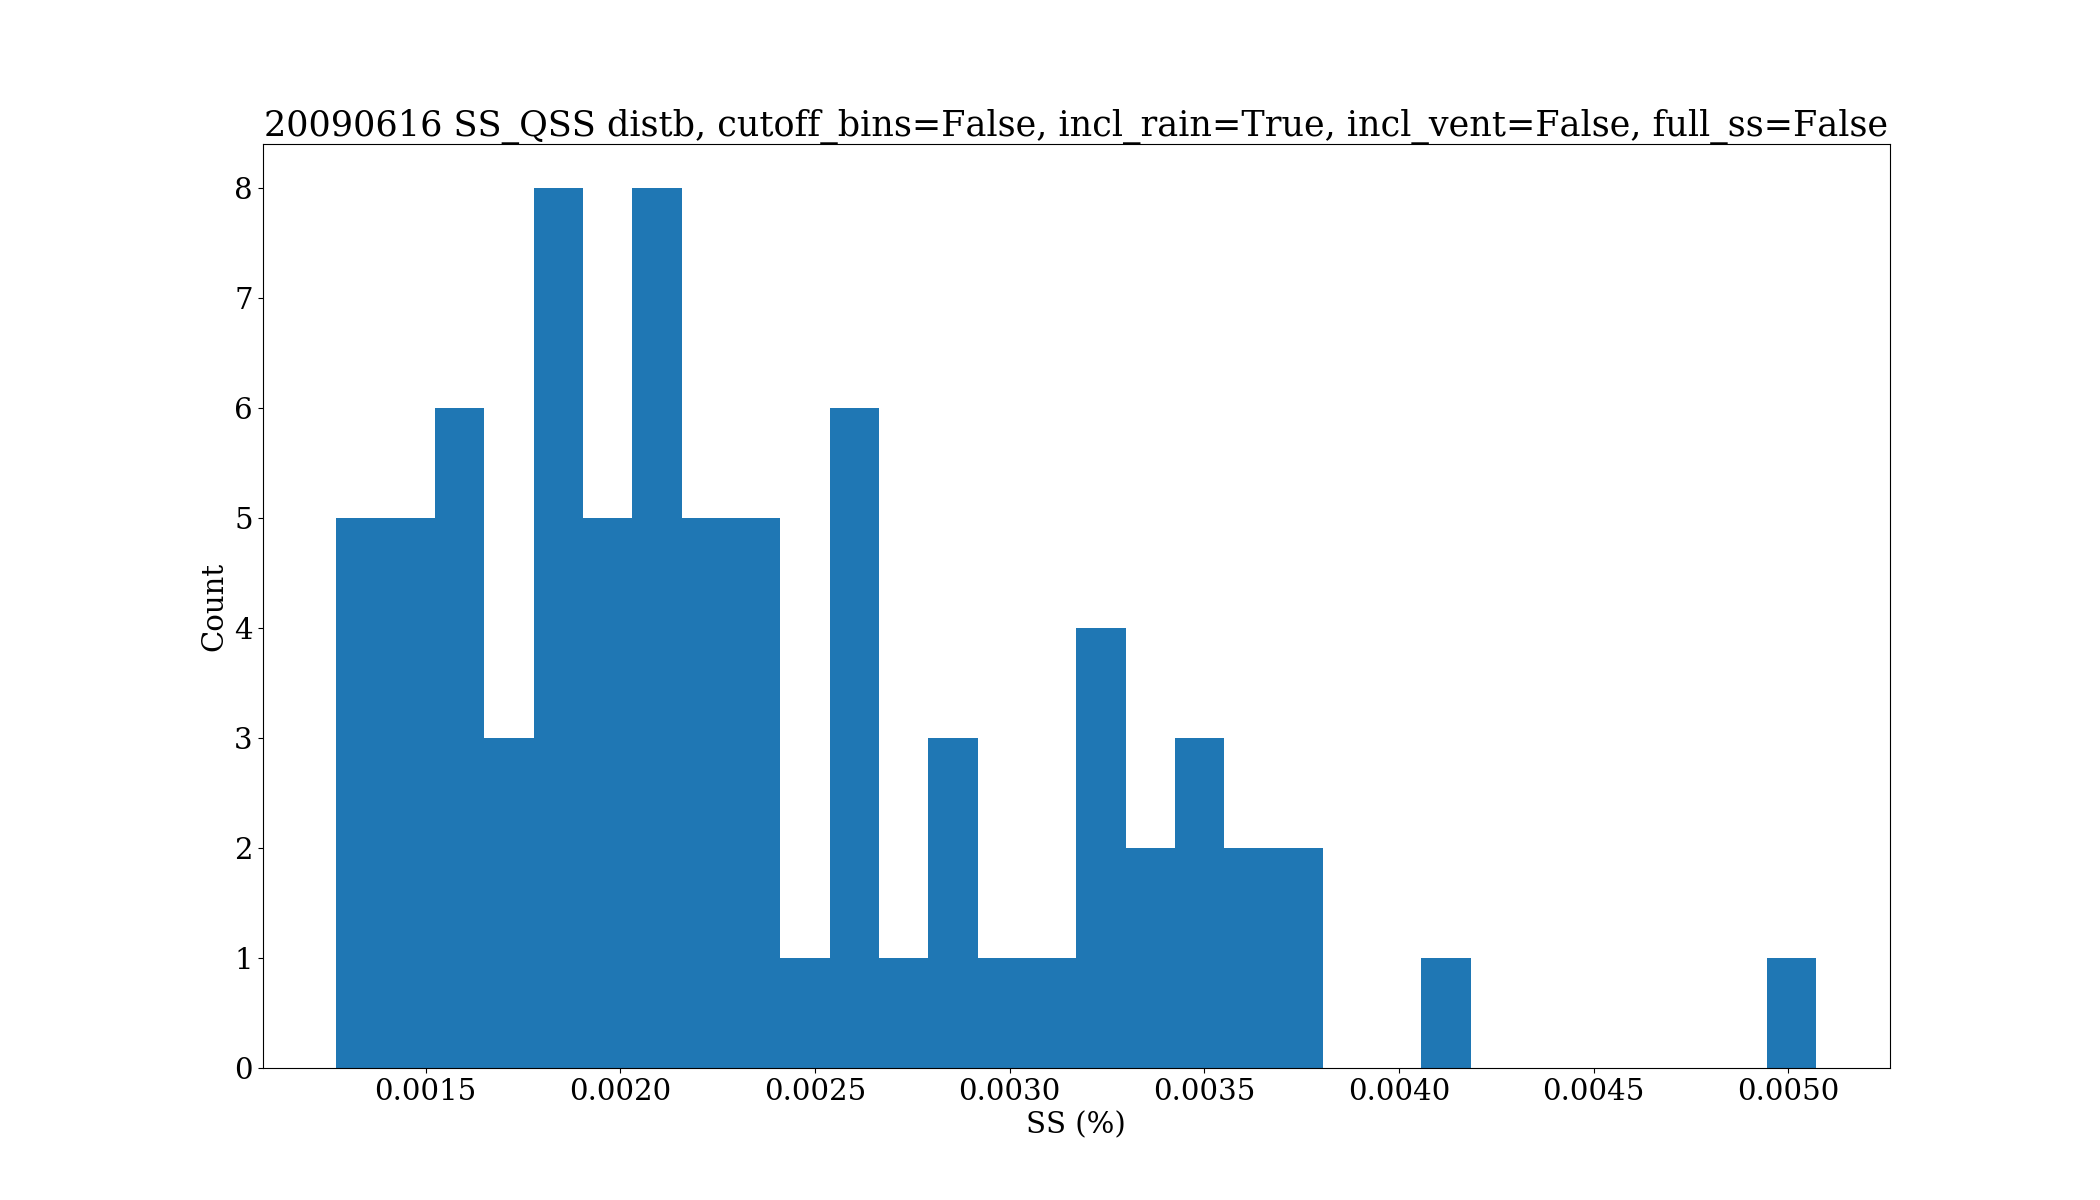 20090616 SS_QSS distb, cutoff_bins=False, incl_rain=True, incl_vent=False, full_ss=False
8
7
6
5
4
3
2
1
0
Count
0.0015 0.0020 0.0025 0.0030 0.0035 0.0040 0.0045 0.0050
SS (%)